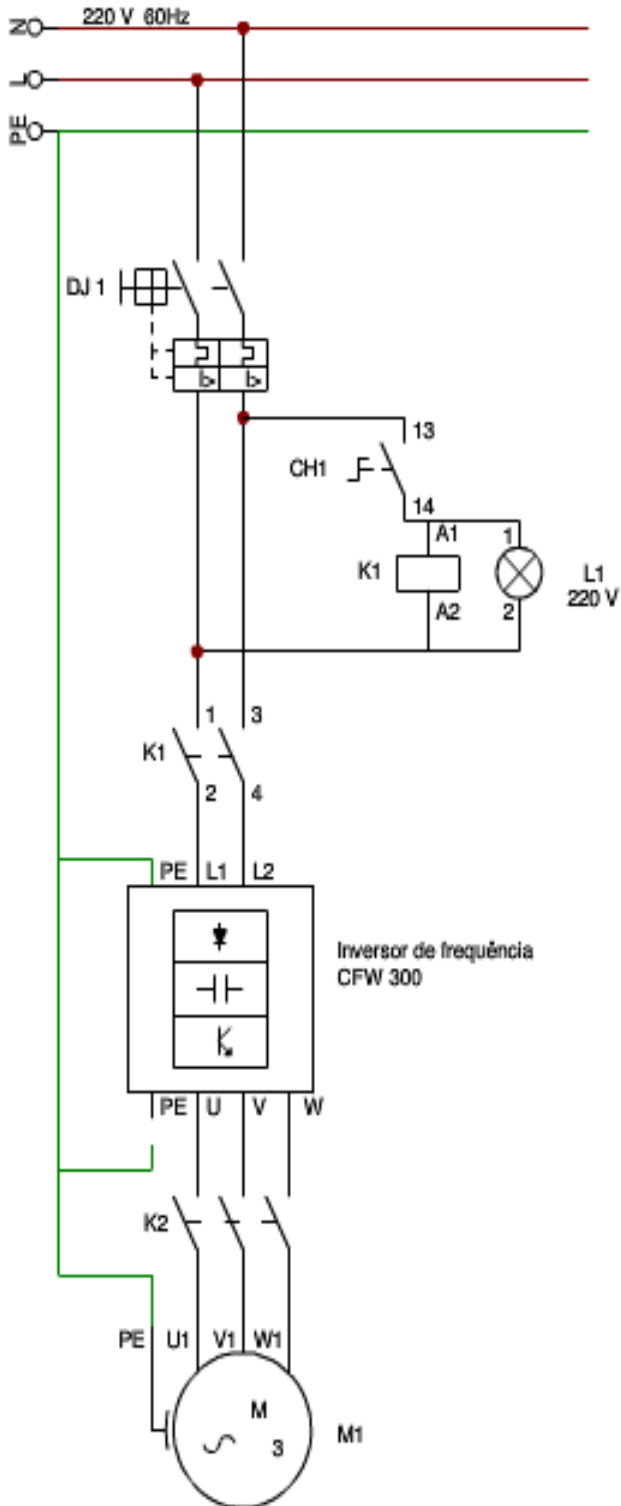 N 220 V 60Hz
L
PE
DJ 1
13
CH1
14
A1 1
K1 L1
220 V
A2 2
1 3
K1
2 4
PE L1 L2
Inversor de frequência
CFW 300
PE U V W
K2
PE U1 V1 W1
M
3
M1